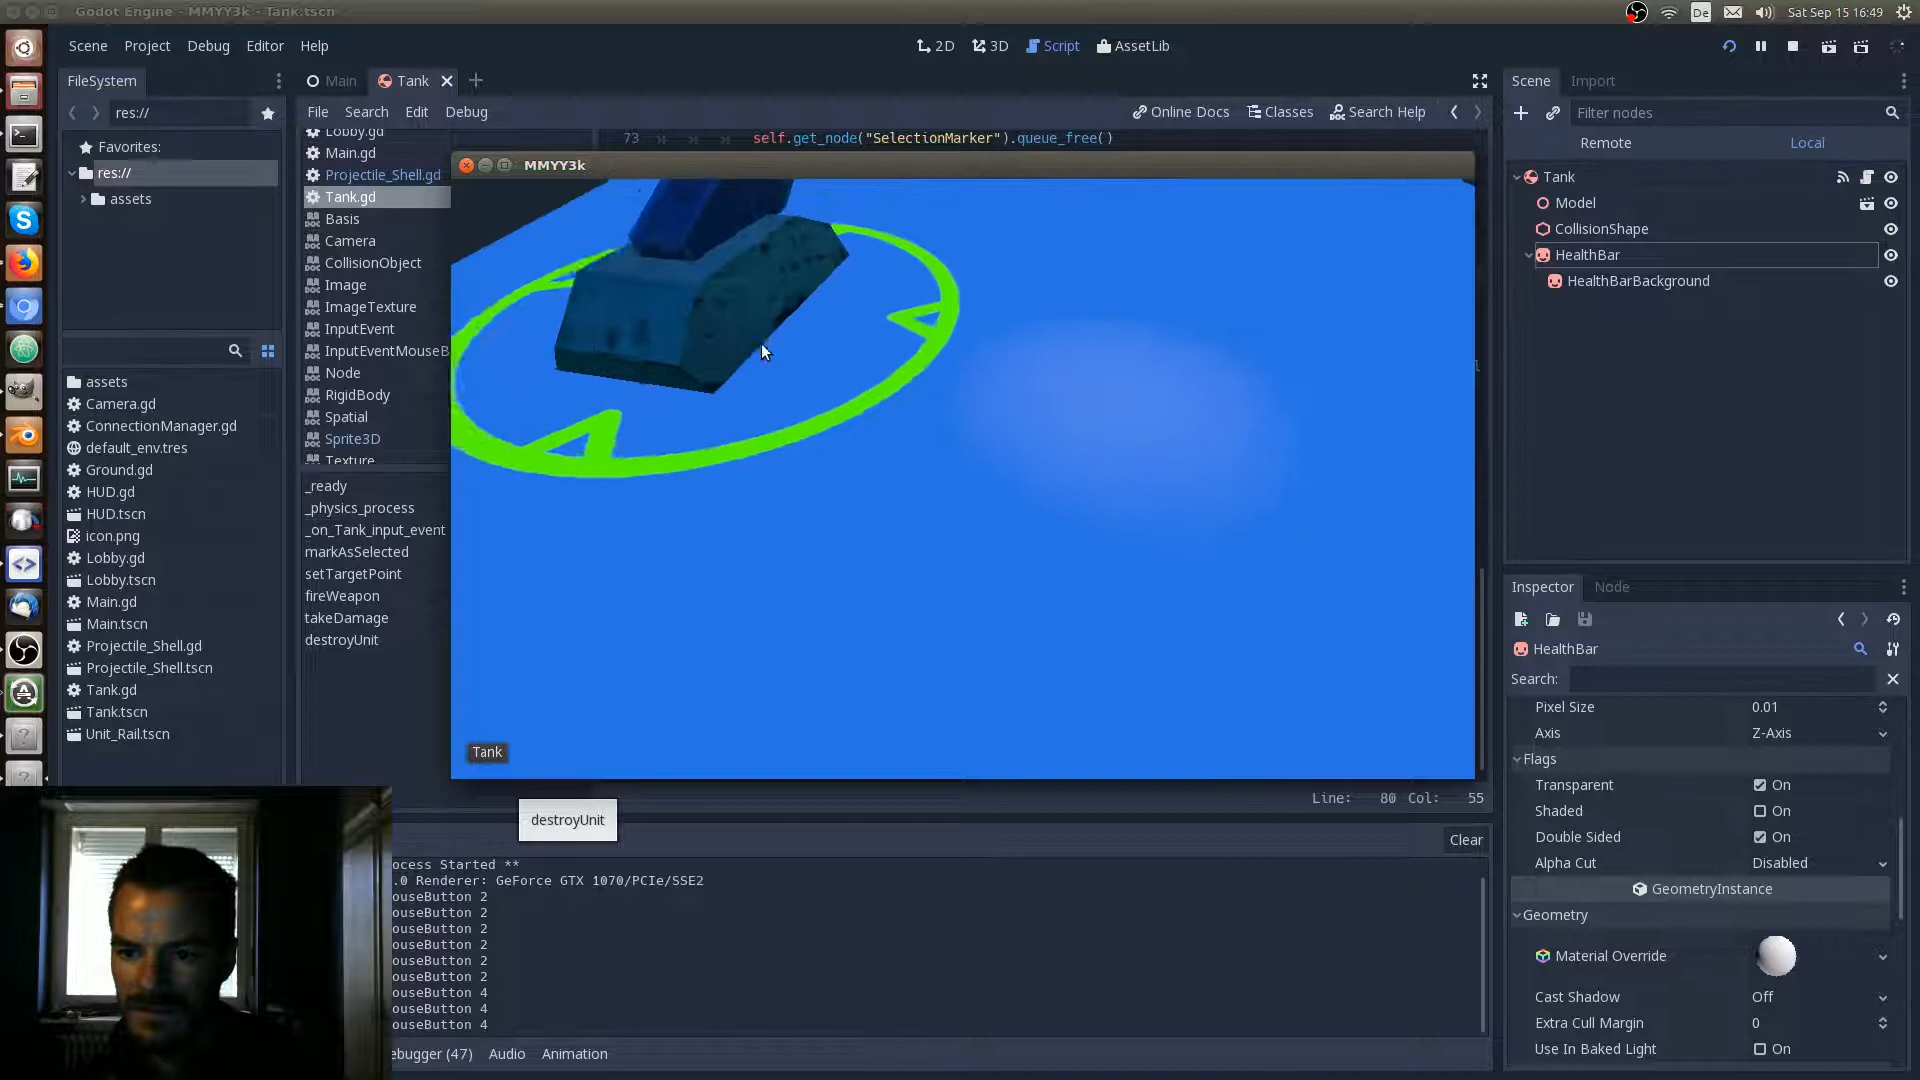 Godot Engine - MMYY3k - Tank.tscn
De
Sat Sep 15 16:49
Scene Project Debug Editor Help
2D 3D Script AssetLib
FileSystem
Main
Tank
Scene Import
res://
File Search Edit Debug
Online Docs Classes Search Help
Filter nodes
Favorites:
res://
assets
Lobby.gd
Main.gd
Projectile_Shell.gd
Tank.gd
Basis
Camera
CollisionObject
Image
ImageTexture
InputEvent
InputEventMouseB
Node
RigidBody
Spatial
Sprite3D
Texture
73 self.get_node("SelectionMarker").queue_free()
MMYY3k
Tank
Remote Local
Tank
Model
CollisionShape
HealthBar
HealthBarBackground
assets
Camera.gd
ConnectionManager.gd
default_env.tres
Ground.gd
HUD.gd
HUD.tscn
icon.png
Lobby.gd
Lobby.tscn
Main.gd
Main.tscn
Projectile_Shell.gd
Projectile_Shell.tscn
Tank.gd
Tank.tscn
Unit_Rail.tscn
_ready
_physics_process
_on_Tank_input_event
markAsSelected
setTargetPoint
fireWeapon
takeDamage
destroyUnit
Line: 80 Col: 55
destroyUnit
Clear
ocess Started **
.0 Renderer: GeForce GTX 1070/PCIe/SSE2
ouseButton 2
ouseButton 2
ouseButton 2
ouseButton 2
ouseButton 2
ouseButton 2
ouseButton 4
ouseButton 4
ouseButton 4
ebugger (47) Audio Animation
Inspector Node
HealthBar
Search:
Pixel Size 0.01
Axis Z-Axis
Flags
Transparent On
Shaded On
Double Sided On
Alpha Cut Disabled
GeometryInstance
Geometry
Material Override
Cast Shadow Off
Extra Cull Margin 0
Use In Baked Light On